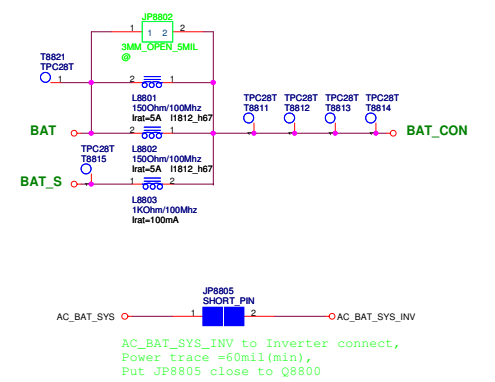 JP8802
1 1 2 2
3MM_OPEN_5MIL
@
T8821
TPC28T
1
2 1
L8801
150Ohm/100Mhz
Irat=5A l1812_h67
TPC28T TPC28T TPC28T TPC28T
T8811 T8812 T8813 T8814
BAT
2 1
BAT_CON
L8802
150Ohm/100Mhz
Irat=5A l1812_h67
TPC28T
T8815
BAT_S
1 2
L8803
1KOhm/100Mhz
Irat=100mA
JP8805
SHORT_PIN
AC_BAT_SYS 1 2 AC_BAT_SYS_INV
AC_BAT_SYS_INV to Inverter connect,
Power trace =60mil(min),
Put JP8805 close to Q8800